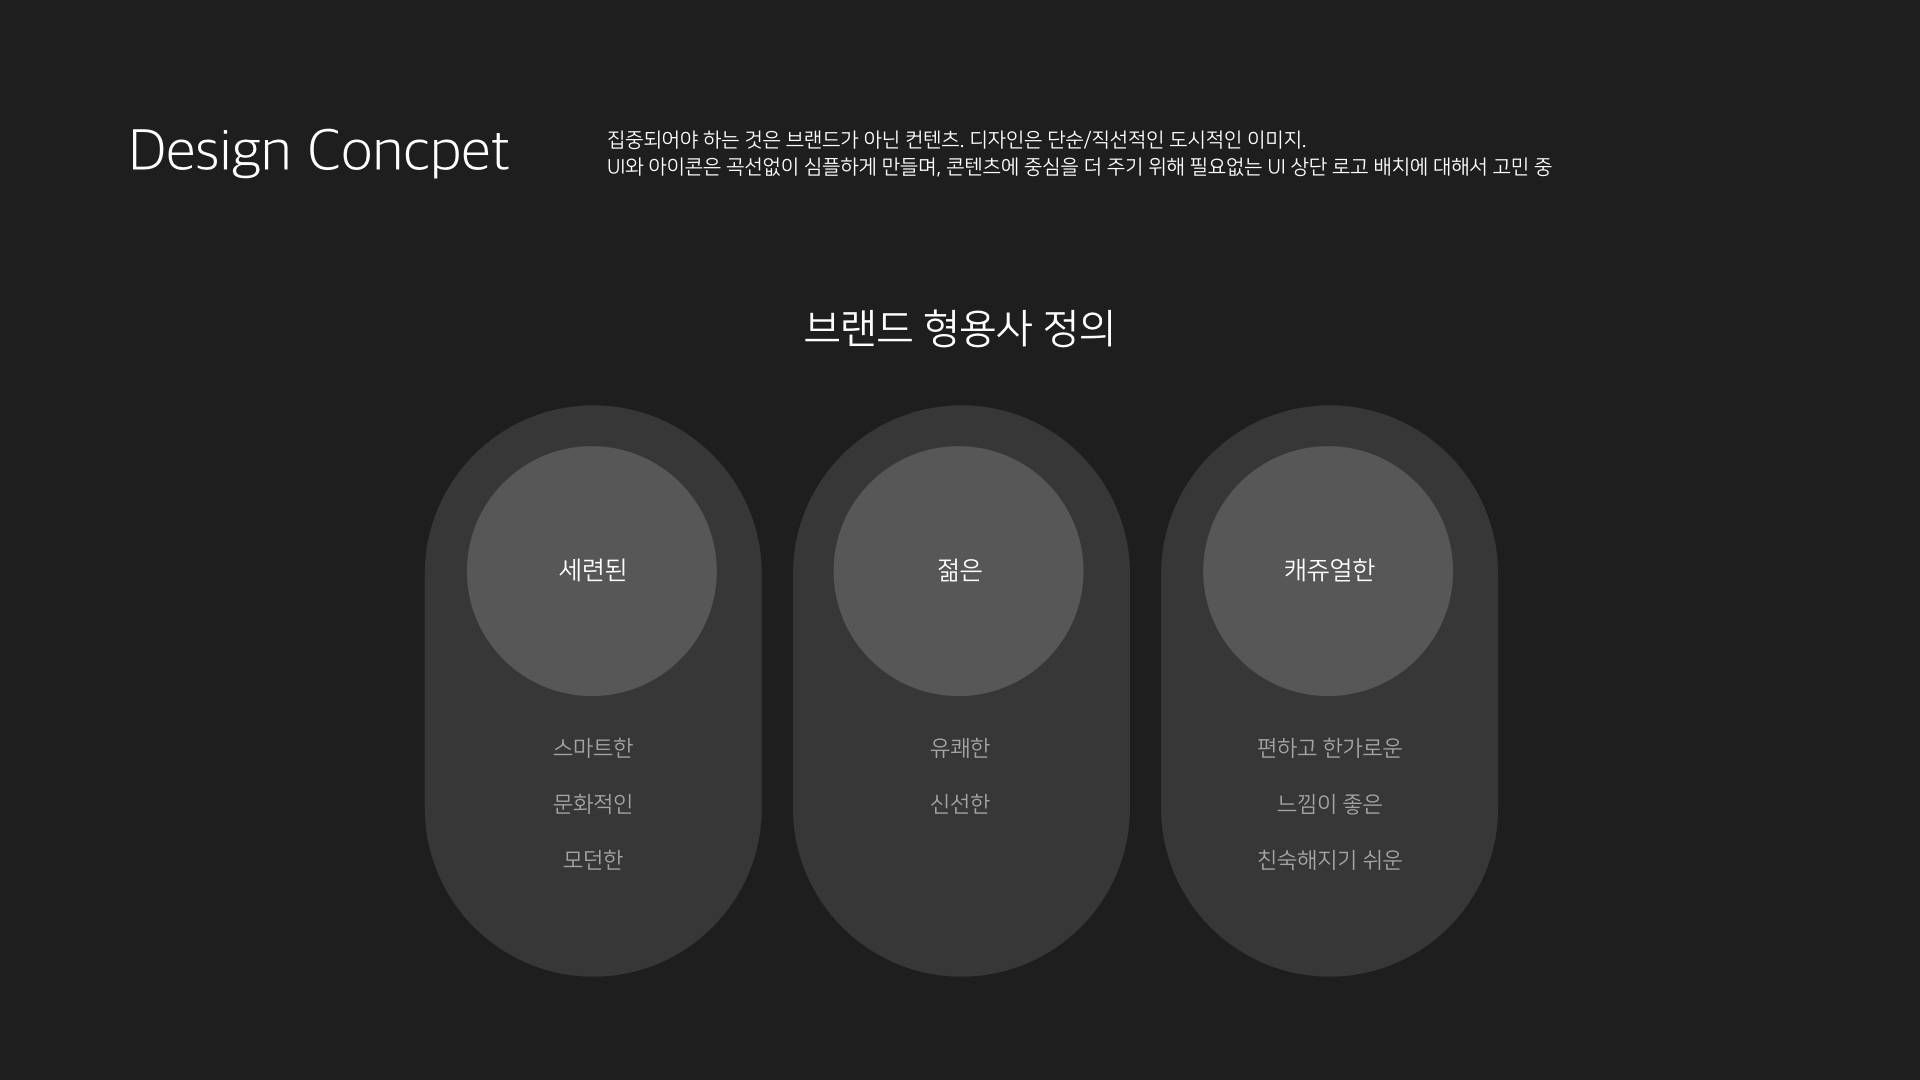 Design Concpet
집중되어야 하는 것은 브랜드가 아닌 컨텐츠. 디자인은 단순/직선적인 도시적인 이미지.
UI와 아이콘은 곡선없이 심플하게 만들며, 콘텐츠에 중심을 더 주기 위해 필요없는 UI 상단 로고 배치에 대해서 고민 중
브랜드 형용사 정의
세련된
스마트한
문화적인
모던한
젊은
유쾌한
신선한
캐쥬얼한
편하고 한가로운
느낌이 좋은
친숙해지기 쉬운